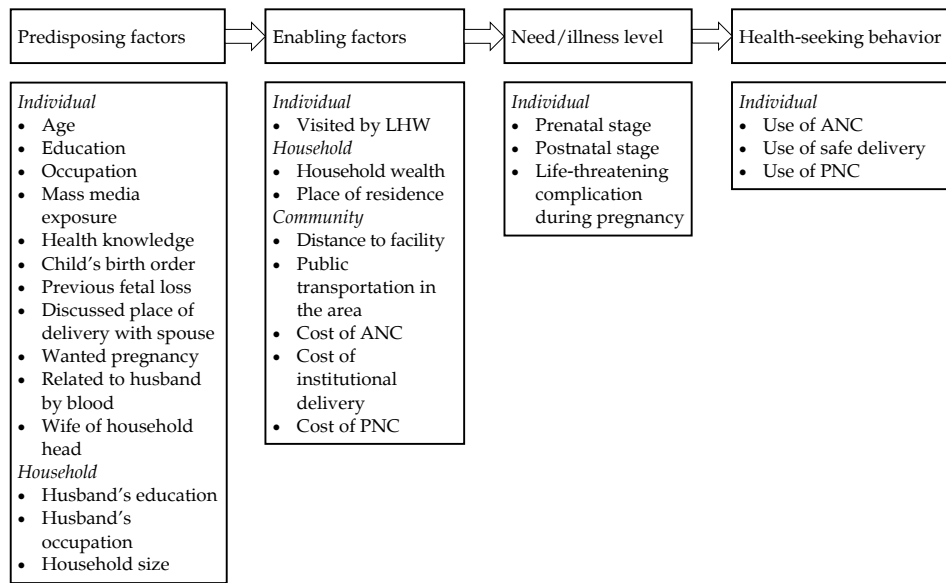 Predisposing factors
Enabling factors
Need/illness level
Health-seeking behavior
Individual
• Age
• Education
• Occupation
• Mass media
exposure
• Health knowledge
• Child's birth order
• Previous fetal loss
• Discussed place of
delivery with spouse
• Wanted pregnancy
• Related to husband
by blood
• Wife of household
head
Household
• Husband's education
• Husband's
occupation
• Household size
Individual
• Visited by LHW
Household
• Household wealth
• Place of residence
Community
• Distance to facility
• Public
transportation in
the area
• Cost of ANC
• Cost of
institutional
delivery
• Cost of PNC
Individual
• Prenatal stage
• Postnatal stage
• Life-threatening
complication
during pregnancy
Individual
• Use of ANC
• Use of safe delivery
• Use of PNC